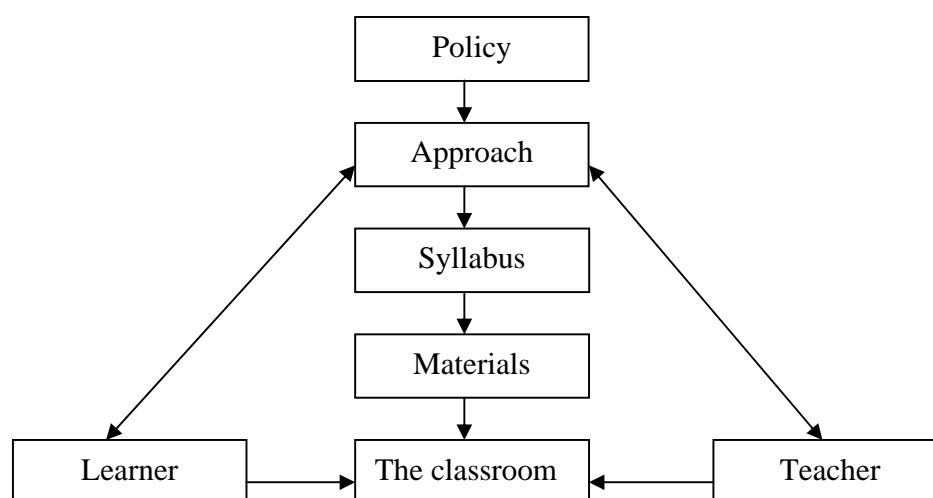 Policy
Approach
Syllabus
Materials
Learner
The classroom
Teacher